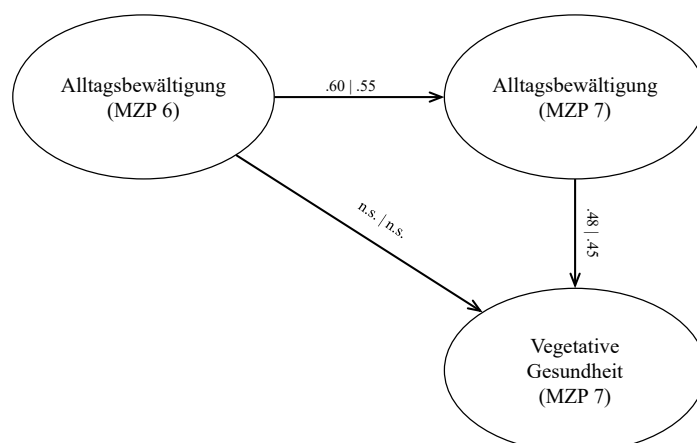 Alltagsbewältigung
(MZP 6)
.60 | .55
Alltagsbewältigung
(MZP 7)
n.s. | n.s.
.48 | .45
Vegetative
Gesundheit
(MZP 7)